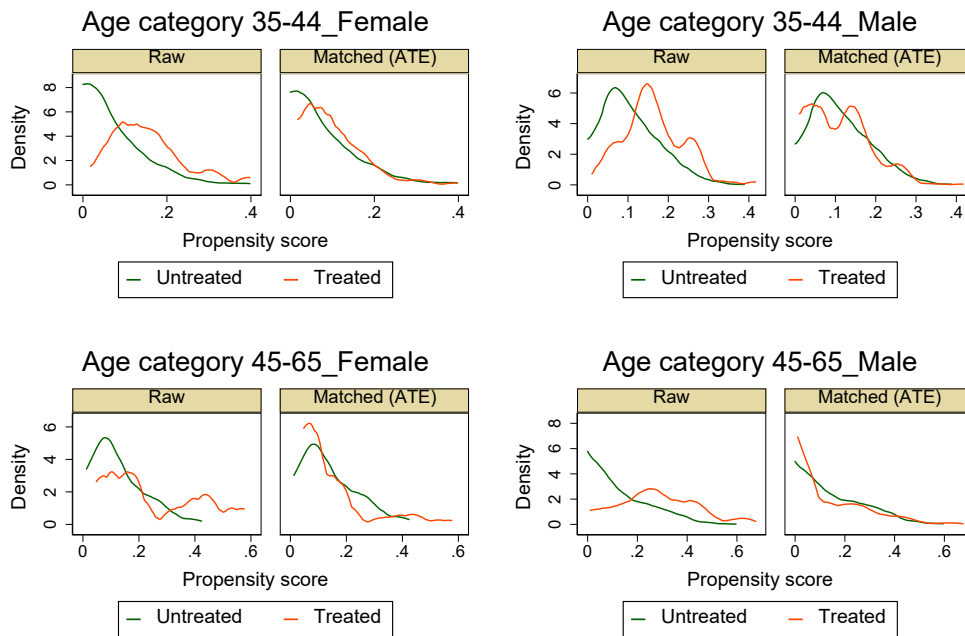 Age category 35-44_Female
Raw
Matched (ATE)
Density
0
2
4
6
8
0
.2
.4
0
.2
.4
Propensity score
Untreated
Treated
Age category 35-44_Male
Raw
Matched (ATE)
Density
0
2
4
6
0
.1
.2
.3
.4
0
.1
.2
.3
.4
Propensity score
Untreated
Treated
Age category 45-65_Female
Raw
Matched (ATE)
Density
0
2
4
6
0
.2
.4
.6
0
.2
.4
.6
Propensity score
Untreated
Treated
Age category 45-65_Male
Raw
Matched (ATE)
Density
0
2
4
6
8
0
.2
.4
.6
0
.2
.4
.6
Propensity score
Untreated
Treated